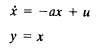 ẋ = −ax + u
y = x